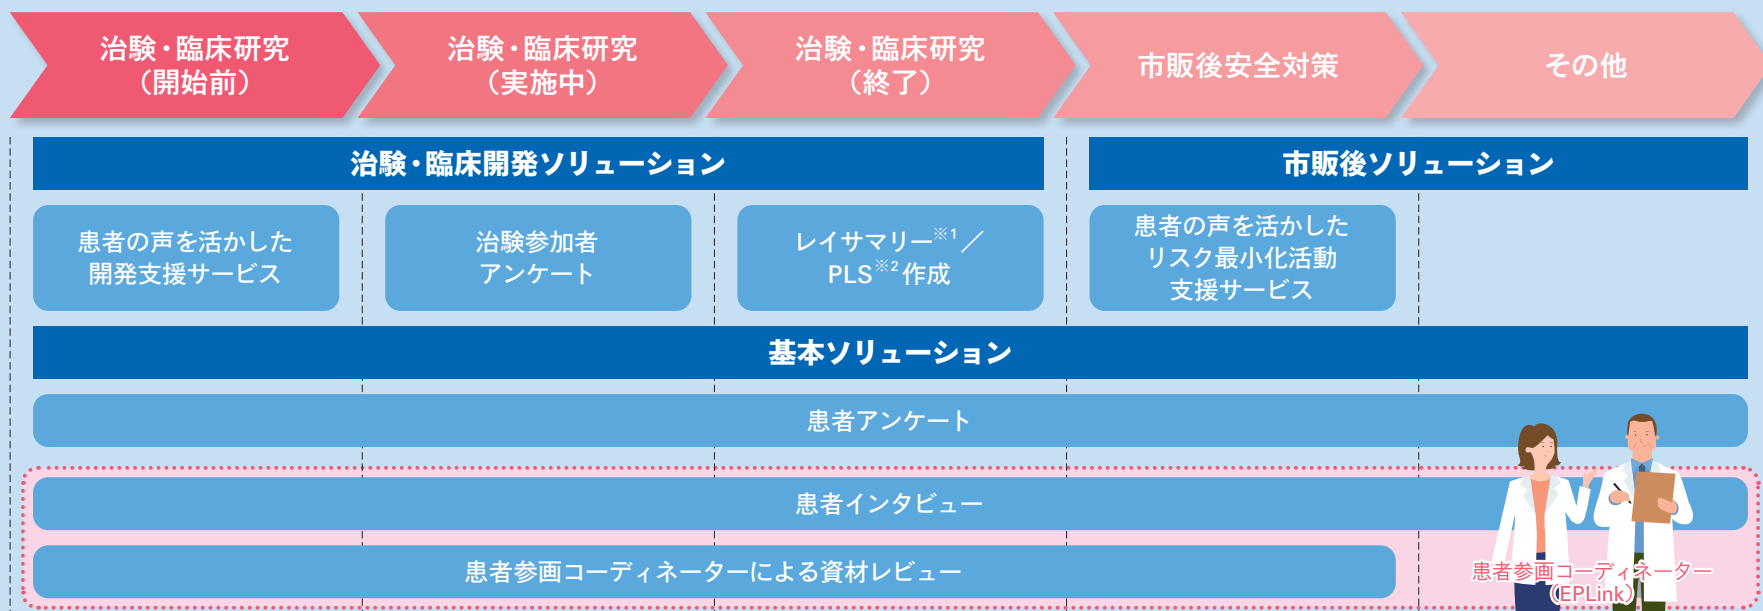 治験・臨床研究
（開始前）
治験・臨床研究
（実施中）
治験・臨床研究
（終了）
市販後安全対策
その他
治験・臨床開発ソリューション
市販後ソリューション
患者の声を活かした
開発支援サービス
治験参加者
アンケート
レイサマリー※1／
PLS※2作成
患者の声を活かした
リスク最小化活動
支援サービス
基本ソリューション
患者アンケート
患者インタビュー
患者参画コーディネーターによる資材レビュー
患者参画コーディネーター
（EPLink）